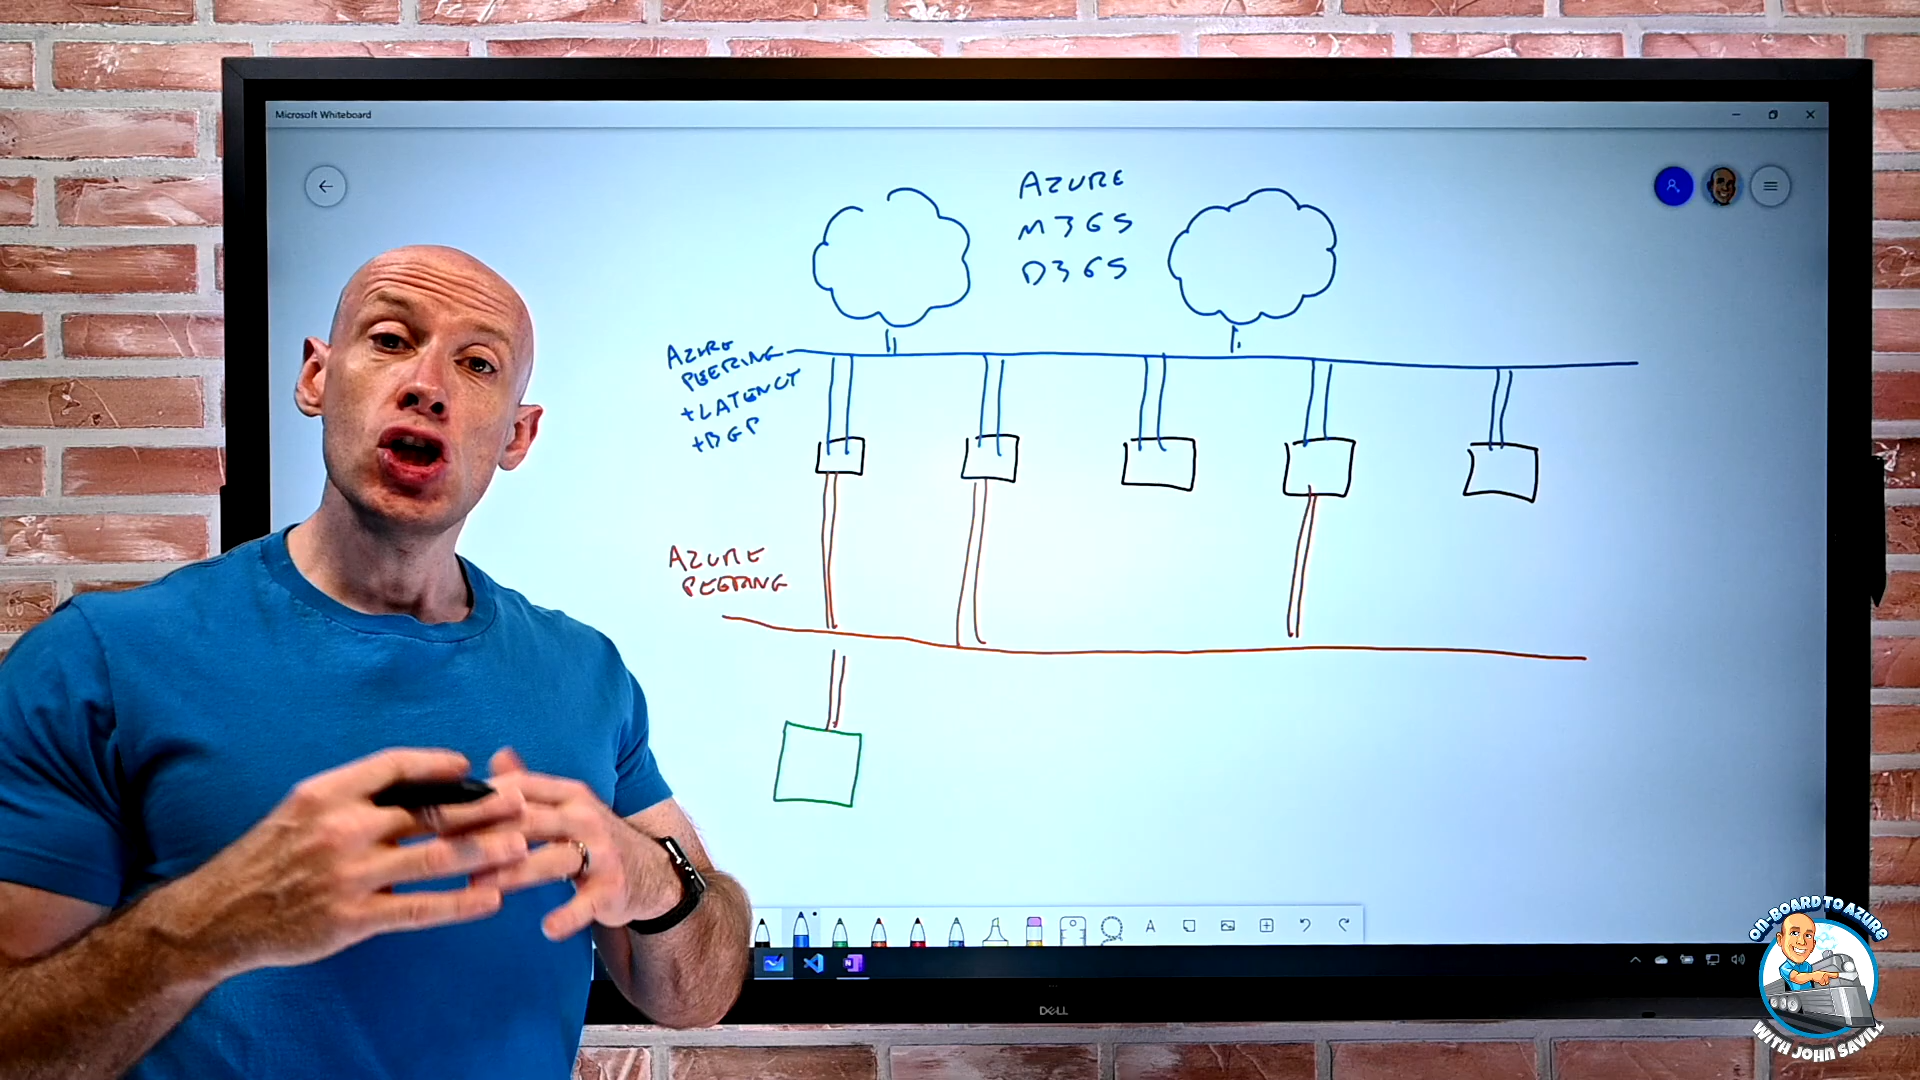 Microsoft Whiteboard
AZURE
M365
D365
AZURE
PEERING
+LATENCY
+BGP
AZURE
PEERING
A
N
DELL
ON-BOARD TO AZURE
WITH JOHN SAVILL